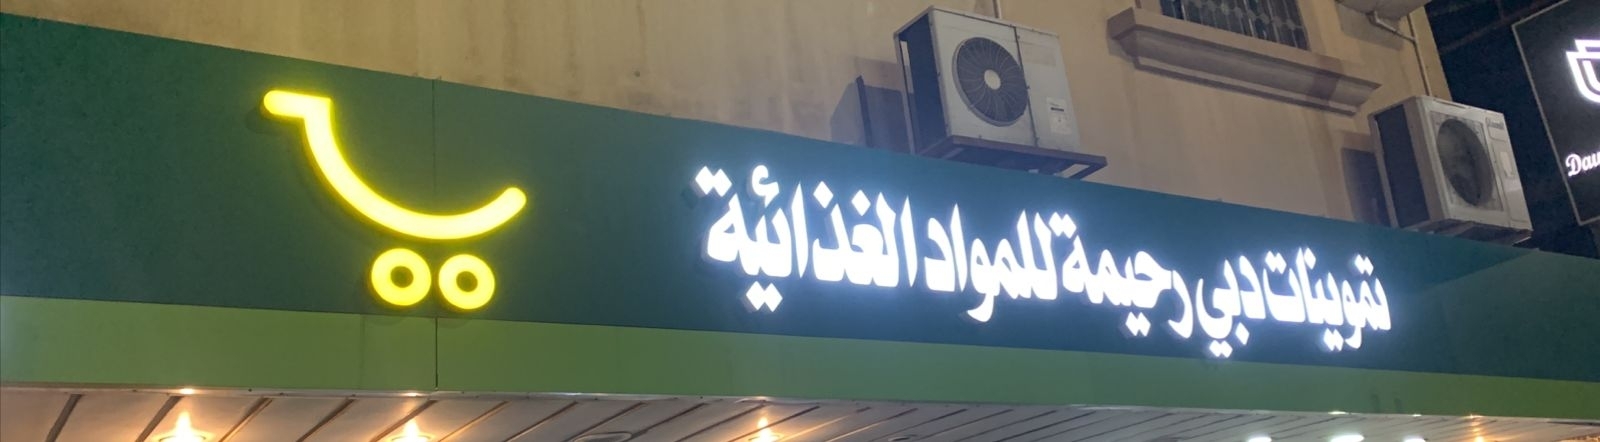 تموينات دبي رحيمة للمواد الغذائية